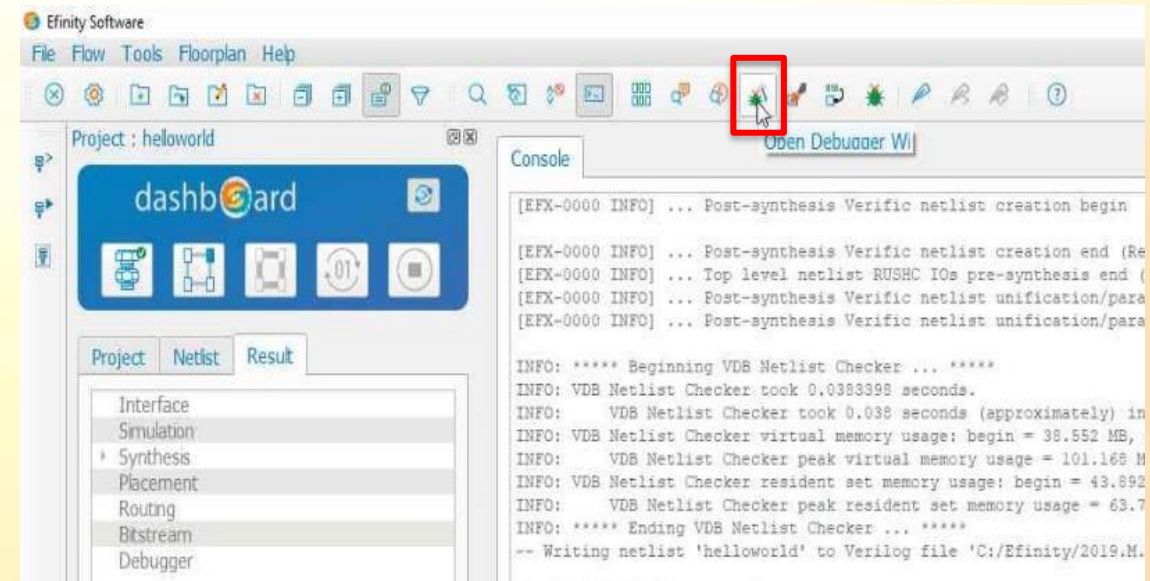 Efinity Software
File Flow Tools Floorplan Help
Project : helloworld
Open Debugger Wi
Console
dashboard
.01
Project Netlist Result
Interface
Simulation
Synthesis
Placement
Routing
Bitstream
Debugger
[EFX-0000 INFO] ... Post-synthesis Verific netlist creation begin
[EFX-0000 INFO] ... Post-synthesis Verific netlist creation end (Re
[EFX-0000 INFO] ... Top level netlist RUSHC IOs pre-synthesis end (
[EFX-0000 INFO] ... Post-synthesis Verific netlist unification/para
[EFX-0000 INFO] ... Post-synthesis Verific netlist unification/para
INFO: ***** Beginning VDB Netlist Checker ... *****
INFO: VDB Netlist Checker took 0.0383398 seconds.
INFO: VDB Netlist Checker took 0.038 seconds (approximately) in
INFO: VDB Netlist Checker virtual memory usage: begin = 38.552 MB,
INFO: VDB Netlist Checker peak virtual memory usage = 101.168 M
INFO: VDB Netlist Checker resident set memory usage: begin = 43.892
INFO: VDB Netlist Checker peak resident set memory usage = 63.7
INFO: ***** Ending VDB Netlist Checker ... *****
-- Writing netlist 'helloworld' to Verilog file 'C:/Efinity/2019.M.